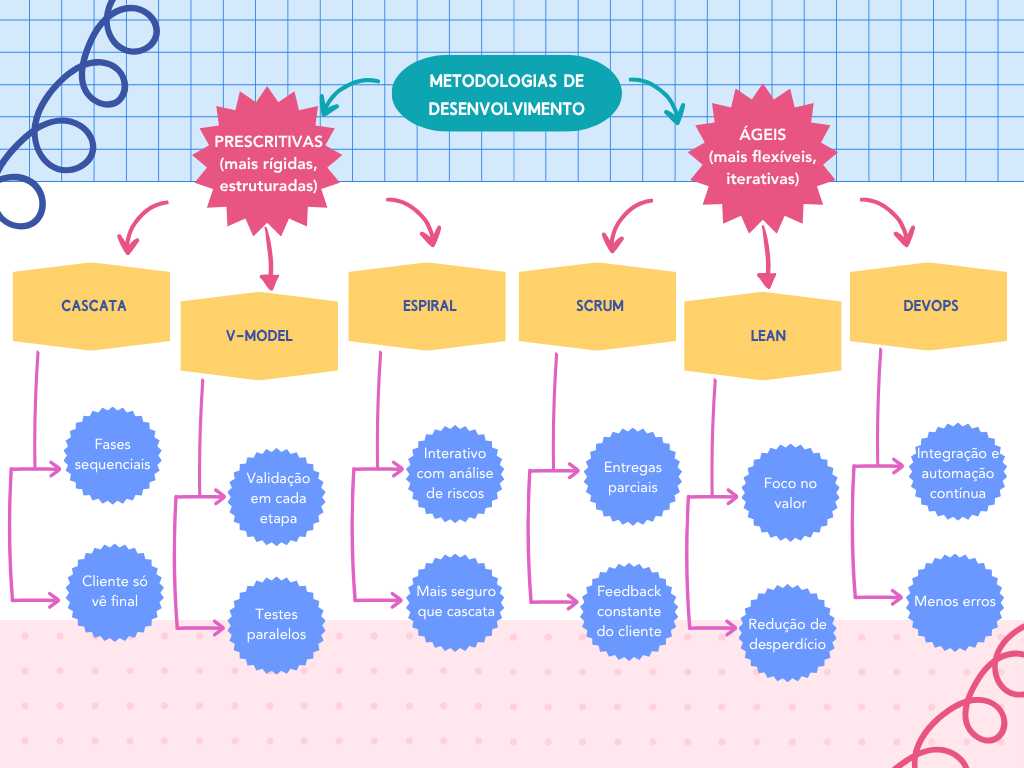 METODOLOGIAS DE
DESENVOLVIMENTO
PRESCRITIVAS
(mais rígidas,
estruturadas)
ÁGEIS
(mais flexíveis,
iterativas)
CASCATA
V-MODEL
ESPIRAL
SCRUM
LEAN
DEVOPS
Fases
sequenciais
Cliente só
vê final
Validação
em cada
etapa
Testes
paralelos
Interativo
com análise
de riscos
Mais seguro
que cascata
Entregas
parciais
Feedback
constante
do cliente
Foco no
valor
Redução de
desperdício
Integração e
automação
contínua
Menos erros